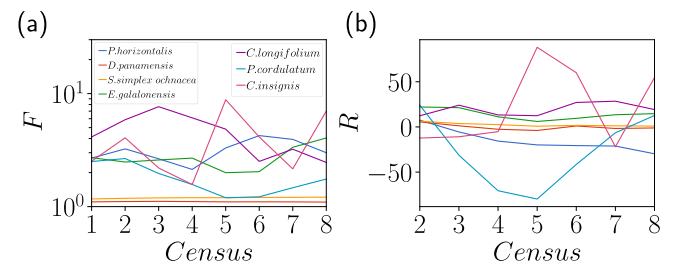 (a)
(b)
P.horizontalis
D.panamensis
S.simplex ochnacea
E.galalonensis
C.longifolium
P.cordulatum
C.insignis
F
10¹
10⁰
1 2 3 4 5 6 7 8
Census
R
50
0
−50
2 3 4 5 6 7 8
Census